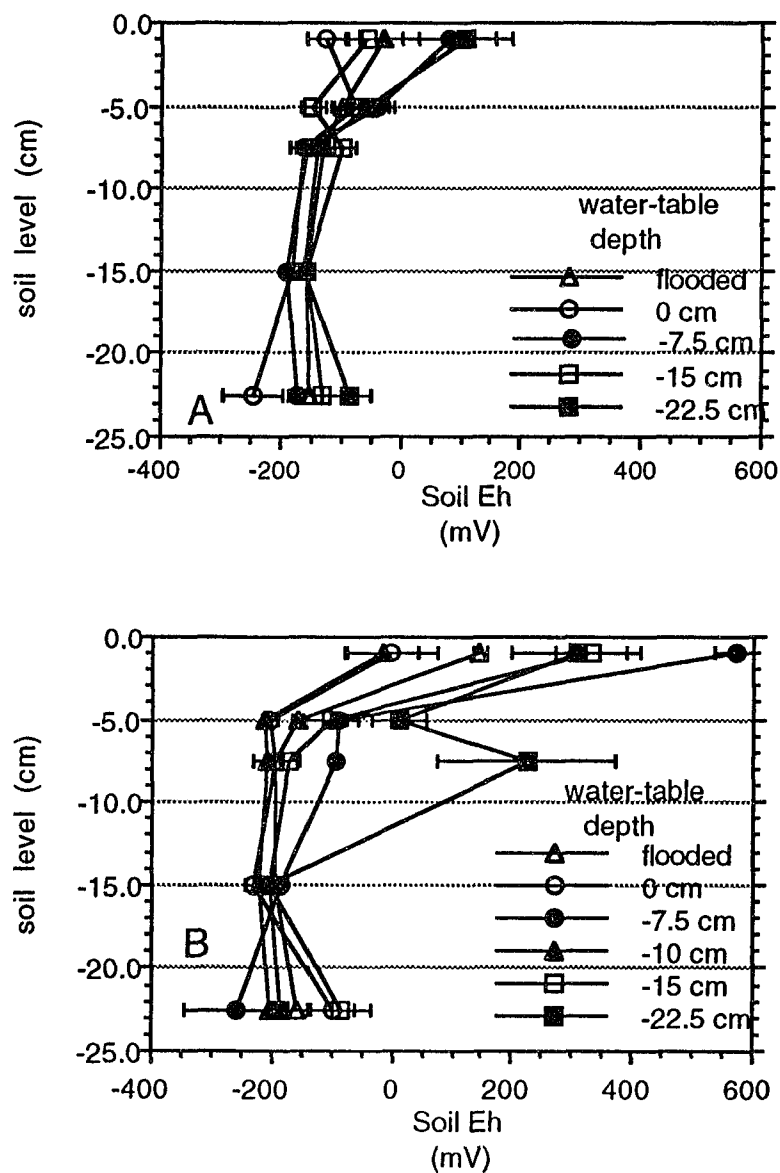 0.0
-5.0
-10.0
-15.0
-20.0
-25.0
soil level (cm)
water-table
depth
flooded
0 cm
-7.5 cm
-15 cm
-22.5 cm
A
-400 -200 0 200 400 600
Soil Eh
(mV)
0.0
-5.0
-10.0
-15.0
-20.0
-25.0
soil level (cm)
water-table
depth
flooded
0 cm
-7.5 cm
-10 cm
-15 cm
-22.5 cm
B
-400 -200 0 200 400 600
Soil Eh
(mV)